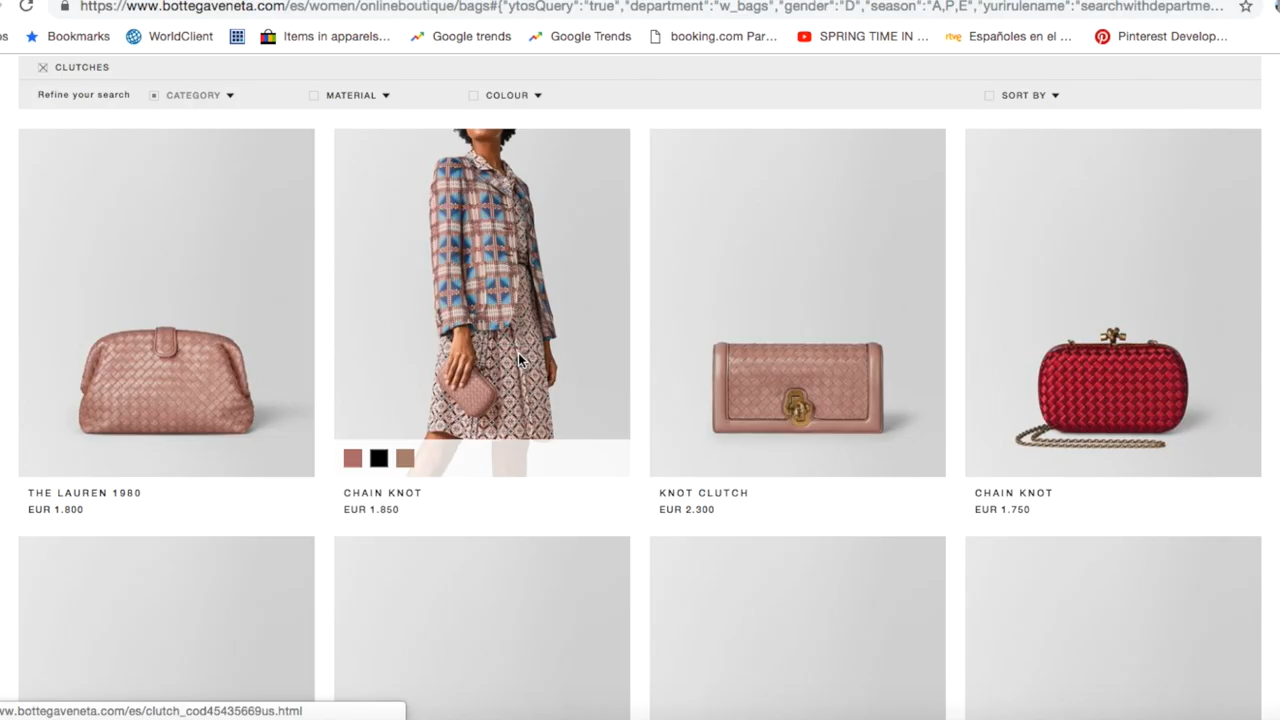 https://www.bottegaveneta.com/es/women/onlineboutique/bags#{"ytosQuery":"true","department":"w_bags","gender":"D","season":"A,P,E","yurirulename":"searchwithdepartme...
s Bookmarks WorldClient Items in apparels... Google trends Google Trends booking.com Par... SPRING TIME IN ... rtve Españoles en el ... Pinterest Develop...
CLUTCHES
Refine your search CATEGORY MATERIAL COLOUR SORT BY
THE LAUREN 1980 CHAIN KNOT KNOT CLUTCH CHAIN KNOT
EUR 1.800 EUR 1.850 EUR 2.300 EUR 1.750
ww.bottegaveneta.com/es/clutch_cod45435669us.html